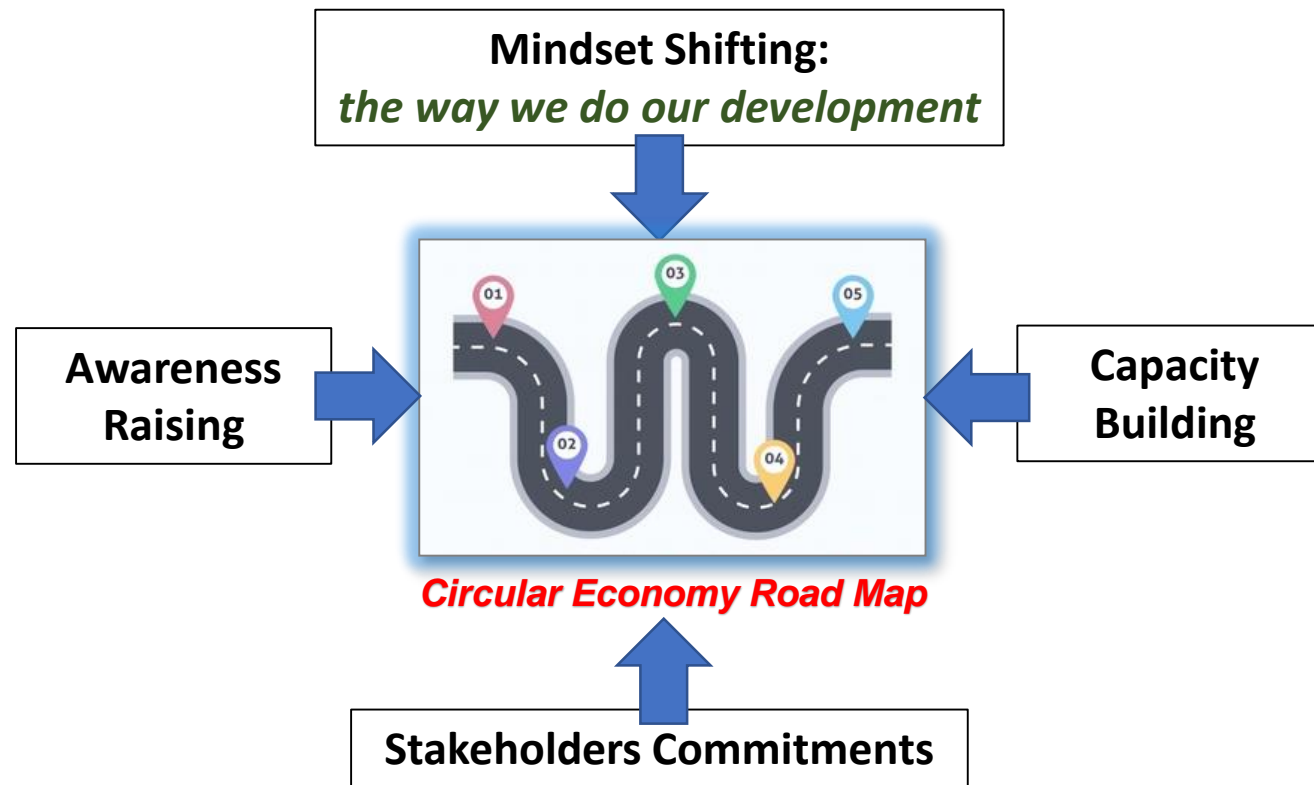 Mindset Shifting:
the way we do our development
03
01
05
Awareness
Raising
Capacity
Building
02
04
Circular Economy Road Map
Stakeholders Commitments